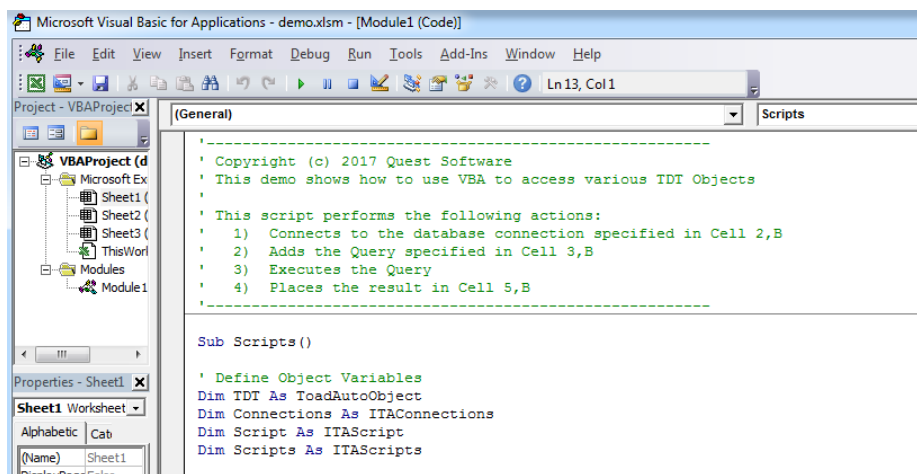 Microsoft Visual Basic for Applications - demo.xlsm - [Module1 (Code)]
File Edit View Insert Format Debug Run Tools Add-Ins Window Help
Ln 13, Col 1
Project - VBAProject
(General) Scripts
VBAProject (d
Microsoft Ex
Sheet1 (
Sheet2 (
Sheet3 (
ThisWorl
Modules
Module1
'--------------------------------------------------------
' Copyright (c) 2017 Quest Software
' This demo shows how to use VBA to access various TDT Objects
'
' This script performs the following actions:
'   1)  Connects to the database connection specified in Cell 2,B
'   2)  Adds the Query specified in Cell 3,B
'   3)  Executes the Query
'   4)  Places the result in Cell 5,B
'--------------------------------------------------------
Sub Scripts()
' Define Object Variables
Dim TDT As ToadAutoObject
Dim Connections As ITAConnections
Dim Script As ITAScript
Dim Scripts As ITAScripts
Properties - Sheet1
Sheet1 Worksheet
Alphabetic Cat
(Name) Sheet1